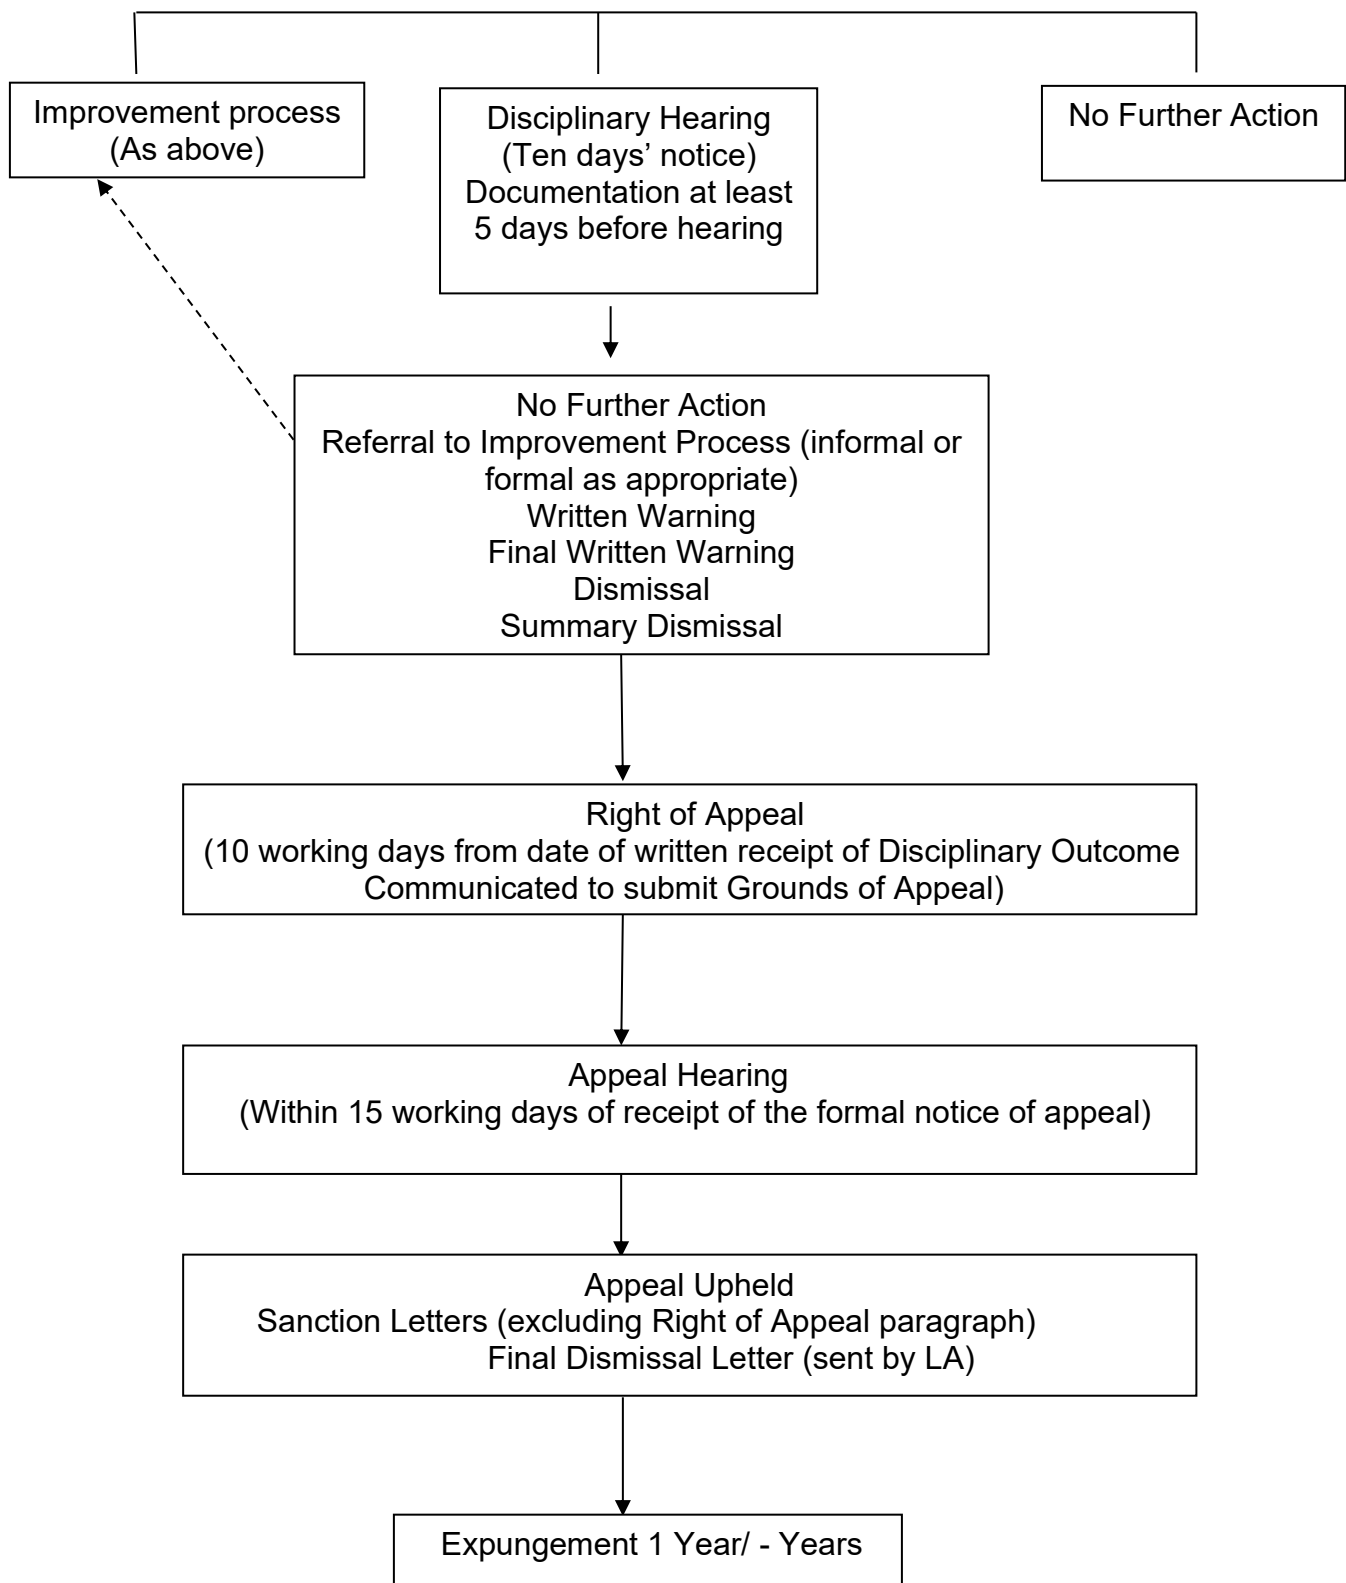 Improvement process
(As above)
Disciplinary Hearing
(Ten days’ notice)
Documentation at least
5 days before hearing
No Further Action
No Further Action
Referral to Improvement Process (informal or
formal as appropriate)
Written Warning
Final Written Warning
Dismissal
Summary Dismissal
Right of Appeal
(10 working days from date of written receipt of Disciplinary Outcome
Communicated to submit Grounds of Appeal)
Appeal Hearing
(Within 15 working days of receipt of the formal notice of appeal)
Appeal Upheld
Sanction Letters (excluding Right of Appeal paragraph)
Final Dismissal Letter (sent by LA)
Expungement 1 Year/ - Years